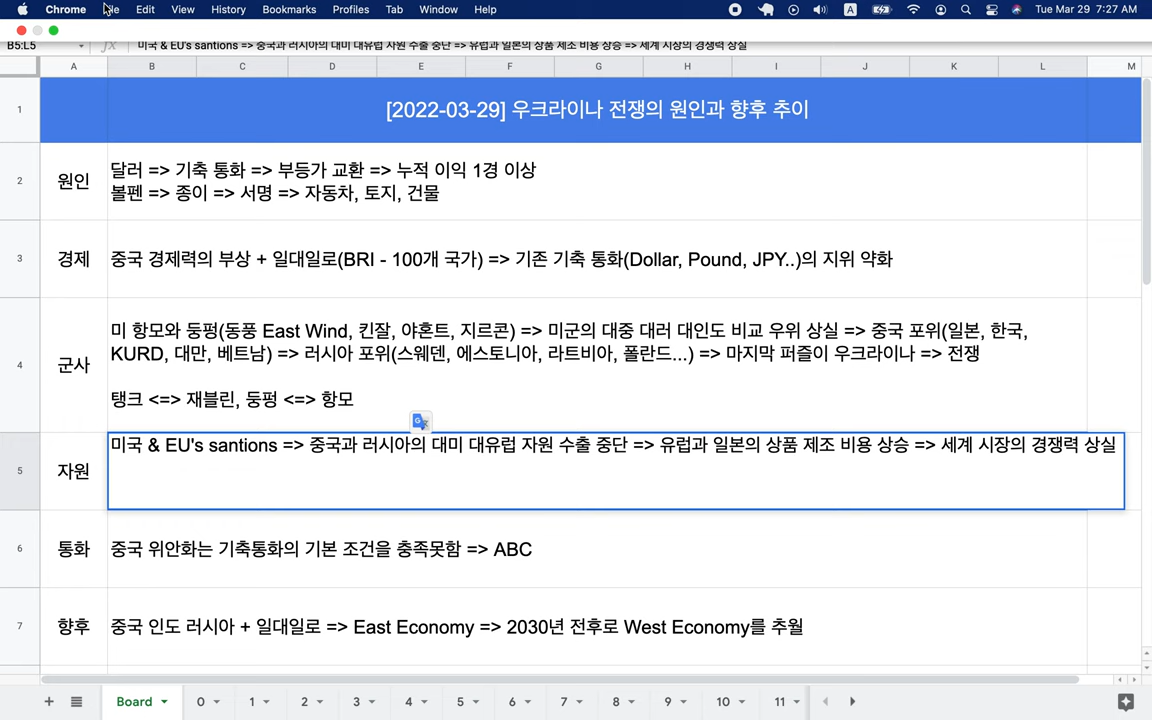 Chrome File Edit View History Bookmarks Profiles Tab Window Help A Tue Mar 29 7:27 AM
B5:L5 fx 미국 & EU's santions => 중국과 러시아의 대미 대유럽 자원 수출 중단 => 유럽과 일본의 상품 제조 비용 상승 => 세계 시장의 경쟁력 상실
A B C D E F G H I J K L M
1 [2022-03-29] 우크라이나 전쟁의 원인과 향후 추이
2 원인 달러 => 기축 통화 => 부등가 교환 => 누적 이익 1경 이상
볼펜 => 종이 => 서명 => 자동차, 토지, 건물
3 경제 중국 경제력의 부상 + 일대일로(BRI - 100개 국가) => 기존 기축 통화(Dollar, Pound, JPY..)의 지위 약화
4 군사 미 항모와 둥펑(동풍 East Wind, 킨잘, 야혼트, 지르콘) => 미군의 대중 대러 대인도 비교 우위 상실 => 중국 포위(일본, 한국,
KURD, 대만, 베트남) => 러시아 포위(스웨덴, 에스토니아, 라트비아, 폴란드...) => 마지막 퍼즐이 우크라이나 => 전쟁
탱크 <=> 재블린, 둥펑 <=> 항모
5 자원 미국 & EU's santions => 중국과 러시아의 대미 대유럽 자원 수출 중단 => 유럽과 일본의 상품 제조 비용 상승 => 세계 시장의 경쟁력 상실
6 통화 중국 위안화는 기축통화의 기본 조건을 충족못함 => ABC
7 향후 중국 인도 러시아 + 일대일로 => East Economy => 2030년 전후로 West Economy를 추월
Board 0 1 2 3 4 5 6 7 8 9 10 11